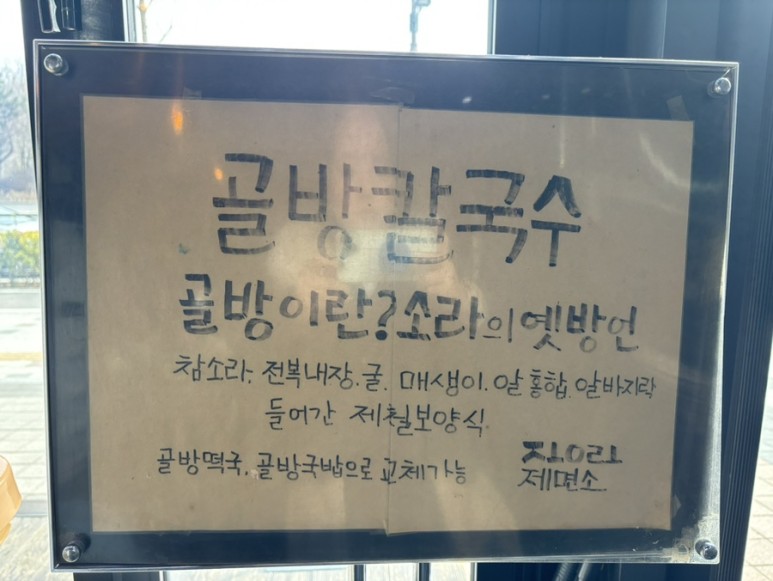 골방칼국수
골방이란?소라의 옛방언
참소라. 전복내장. 굴. 매생이. 알홍합. 알바지락
들어간 제철보양식.
골방떡국. 골방국밥으로 교체가능
지오리
제면소.